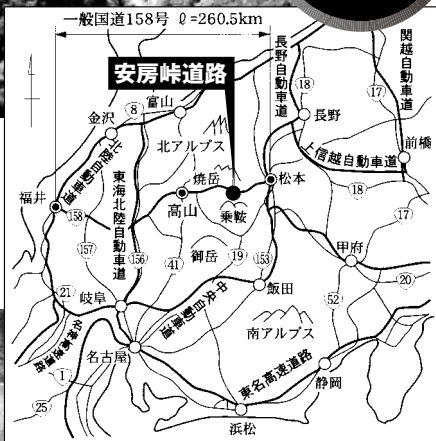 一般国道158号 ℓ=260.5km
安房峠道路
長野自動車道
関越自動車道
18
17
8
富山
金沢
長野
前橋
上信越自動車道
北陸自動車道
北アルプス
焼岳
松本
18
福井
158
東海北陸自動車道
高山
乗鞍
17
157
156
41
御岳
19
153
甲府
20
21
岐阜
中央自動車道
飯田
52
名古屋
南アルプス
1
東名高速道路
静岡
25
浜松